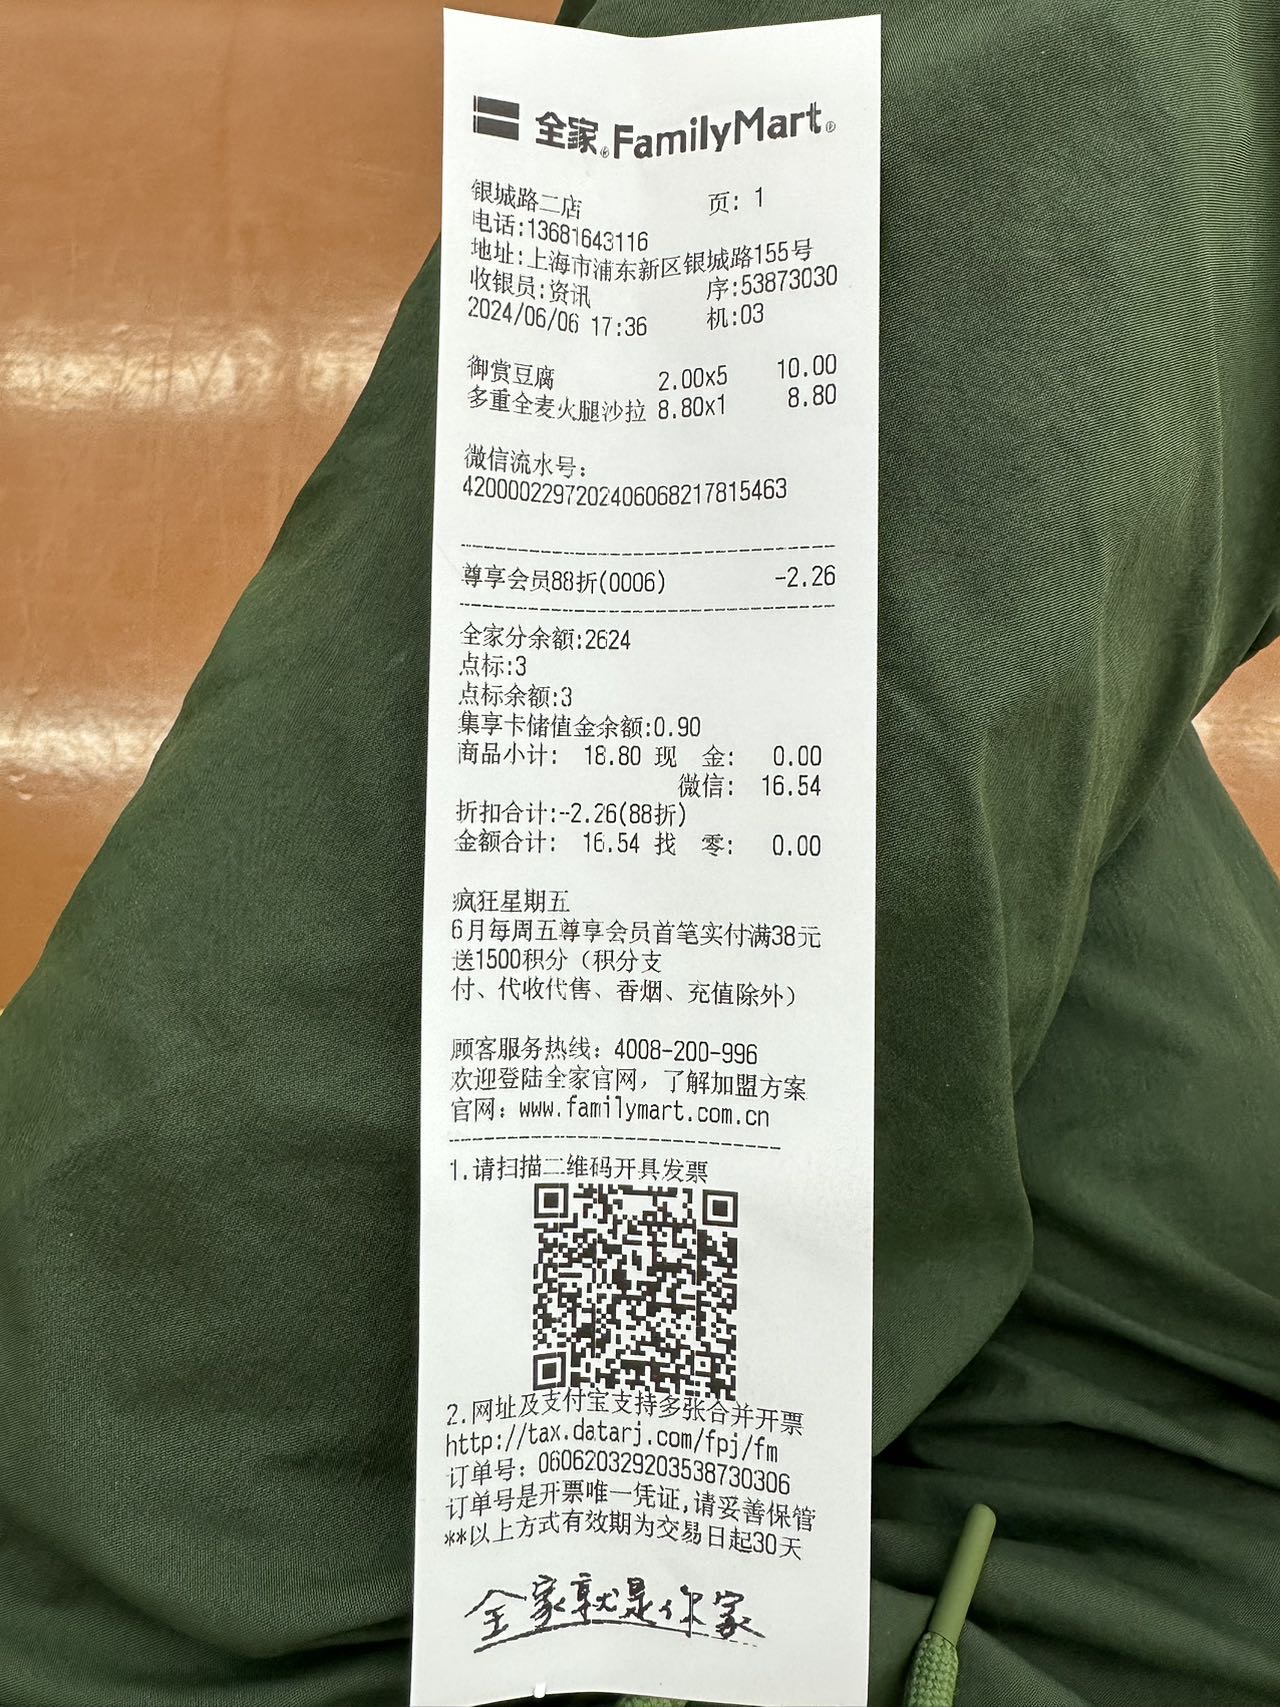 全家®FamilyMart®
银城路二店 页: 1
电话:13681643116
地址:上海市浦东新区银城路155号
收银员:资讯 序:53873030
2024/06/06 17:36 机:03
御赏豆腐 2.00x5 10.00
多重全麦火腿沙拉 8.80x1 8.80
微信流水号:
4200002297202406068217815463
尊享会员88折(0006) -2.26
全家分余额:2624
点标:3
点标余额:3
集享卡储值金余额:0.90
商品小计: 18.80 现 金: 0.00
微信: 16.54
折扣合计:-2.26(88折)
金额合计: 16.54 找 零: 0.00
疯狂星期五
6月每周五尊享会员首笔实付满38元
送1500积分（积分支
付、代收代售、香烟、充值除外）
顾客服务热线：4008-200-996
欢迎登陆全家官网，了解加盟方案
官网：www.familymart.com.cn
1.请扫描二维码开具发票
2.网址及支付宝支持多张合并开票
http://tax.datarj.com/fpj/fm
订单号：060620329203538730306
订单号是开票唯一凭证,请妥善保管
**以上方式有效期为交易日起30天
全家就是你家